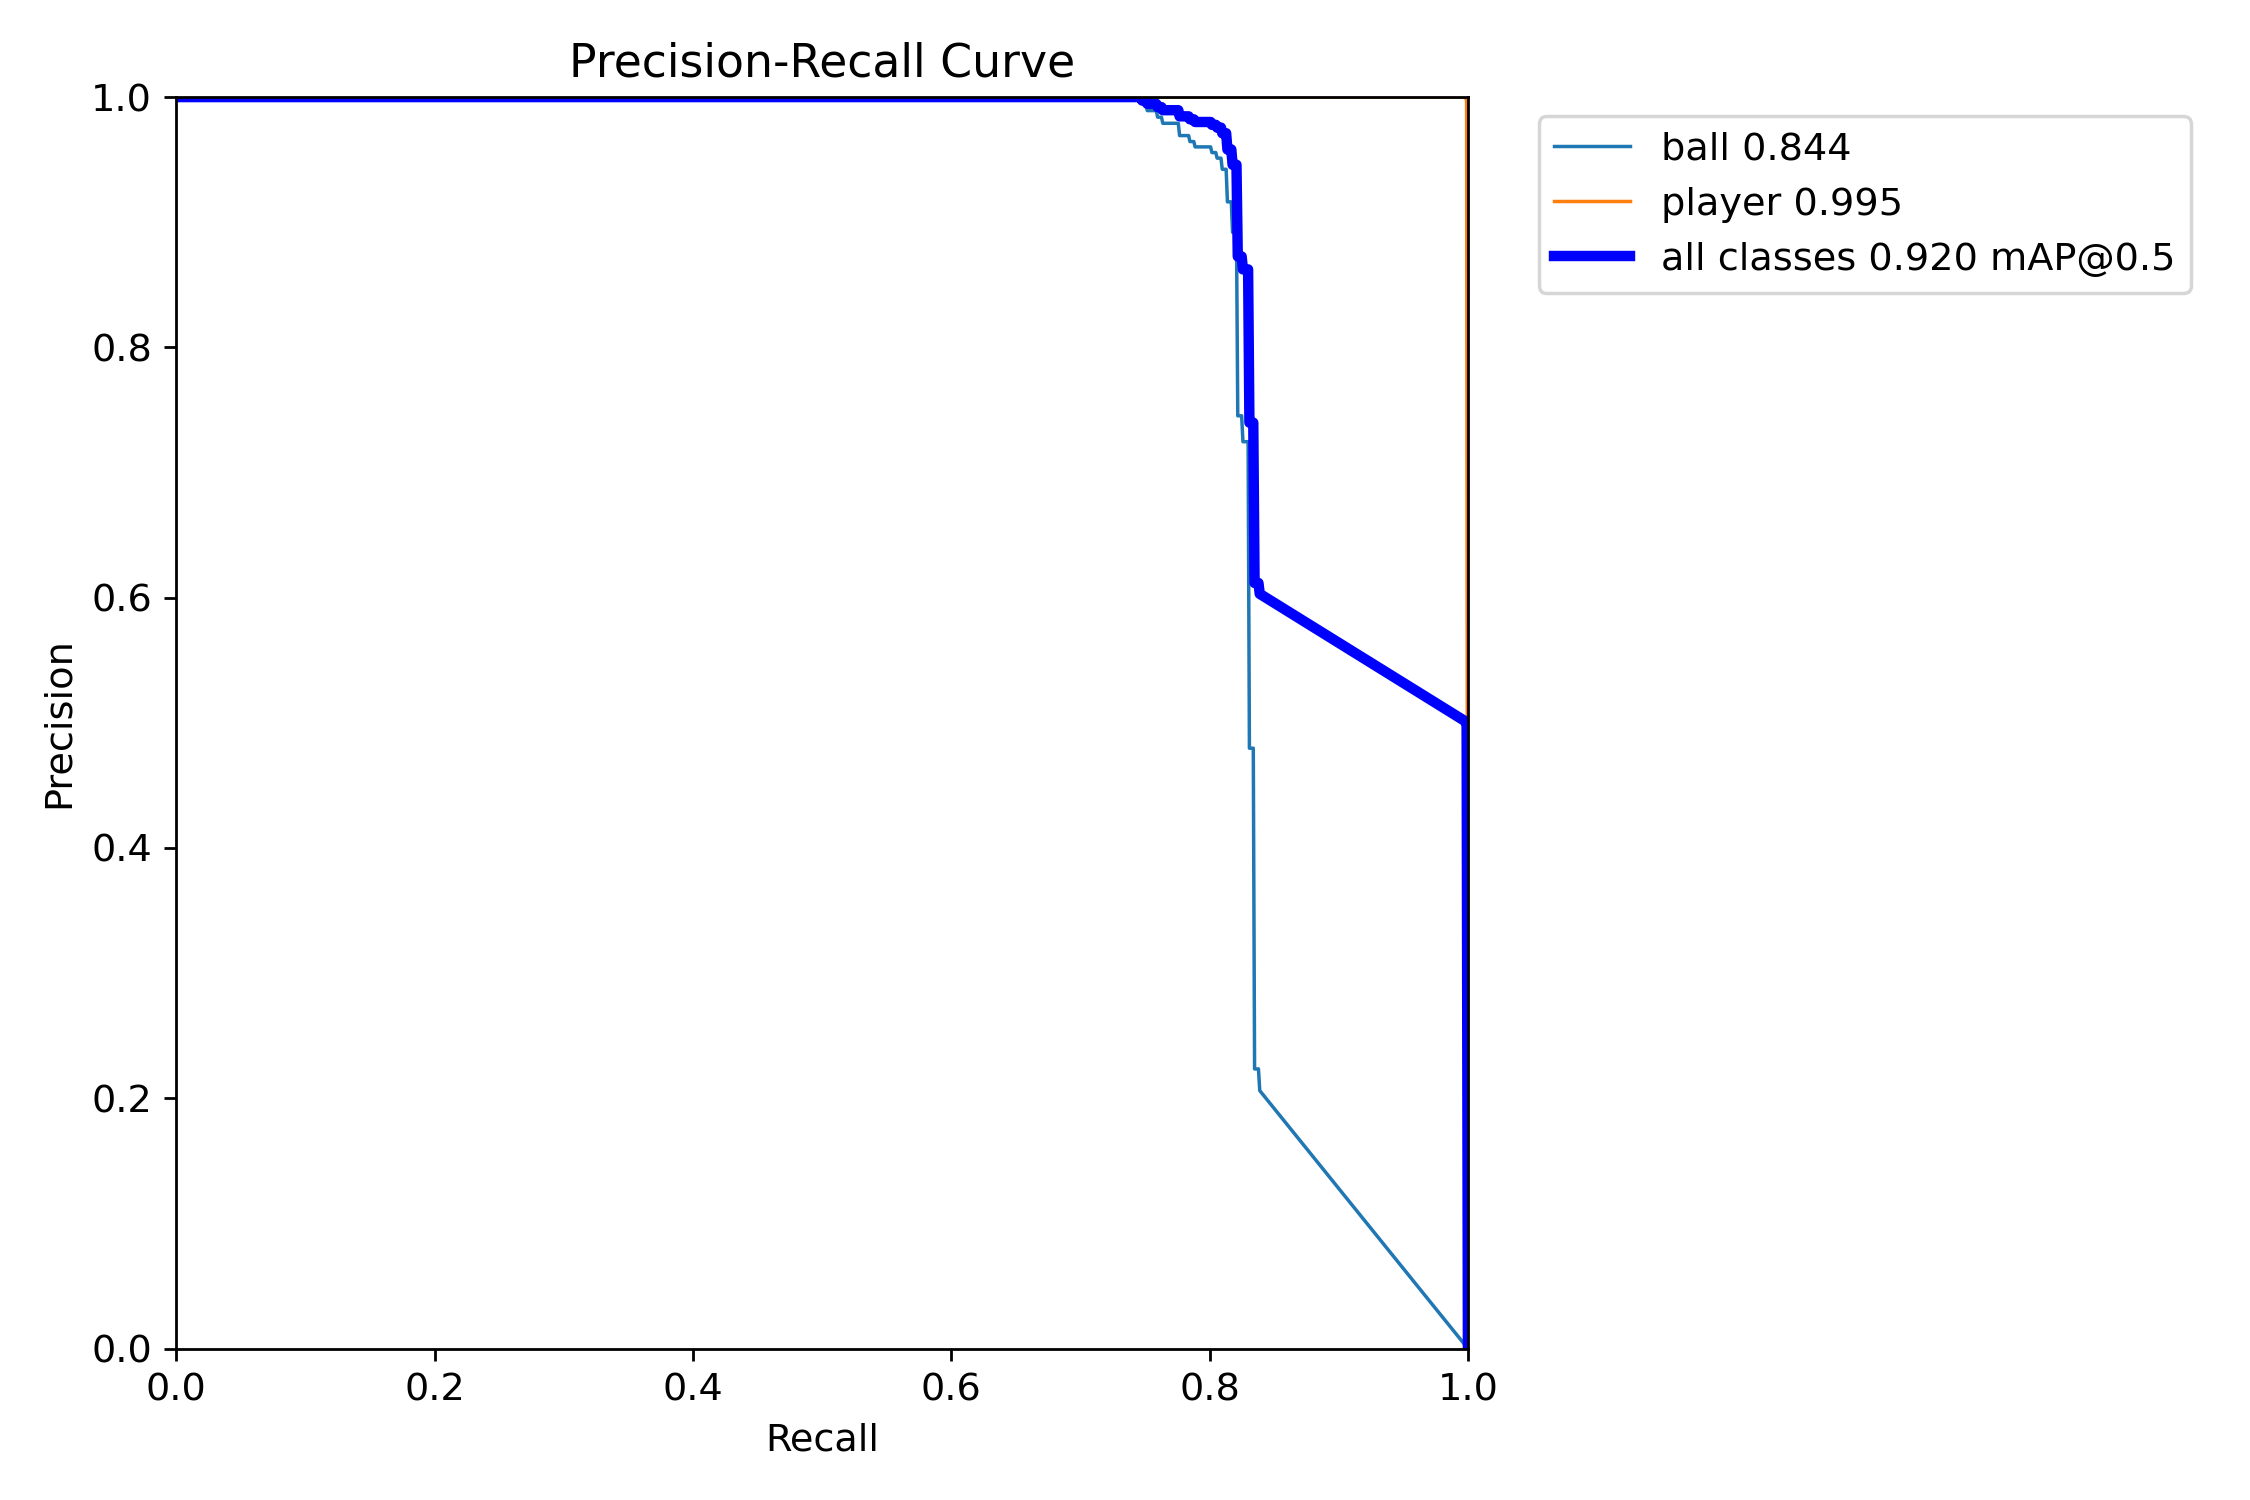 Precision-Recall Curve
1.0
0.8
0.6
0.4
0.2
0.0
Precision
0.0 0.2 0.4 0.6 0.8 1.0
Recall
ball 0.844
player 0.995
all classes 0.920 mAP@0.5